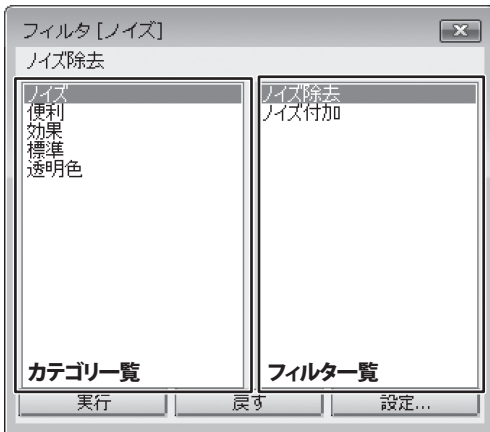 フィルタ [ノイズ]
ノイズ除去
ノイズ
便利
効果
標準
透明色
カテゴリ一覧
ノイズ除去
ノイズ付加
フィルター覧
実行
戻す
設定...